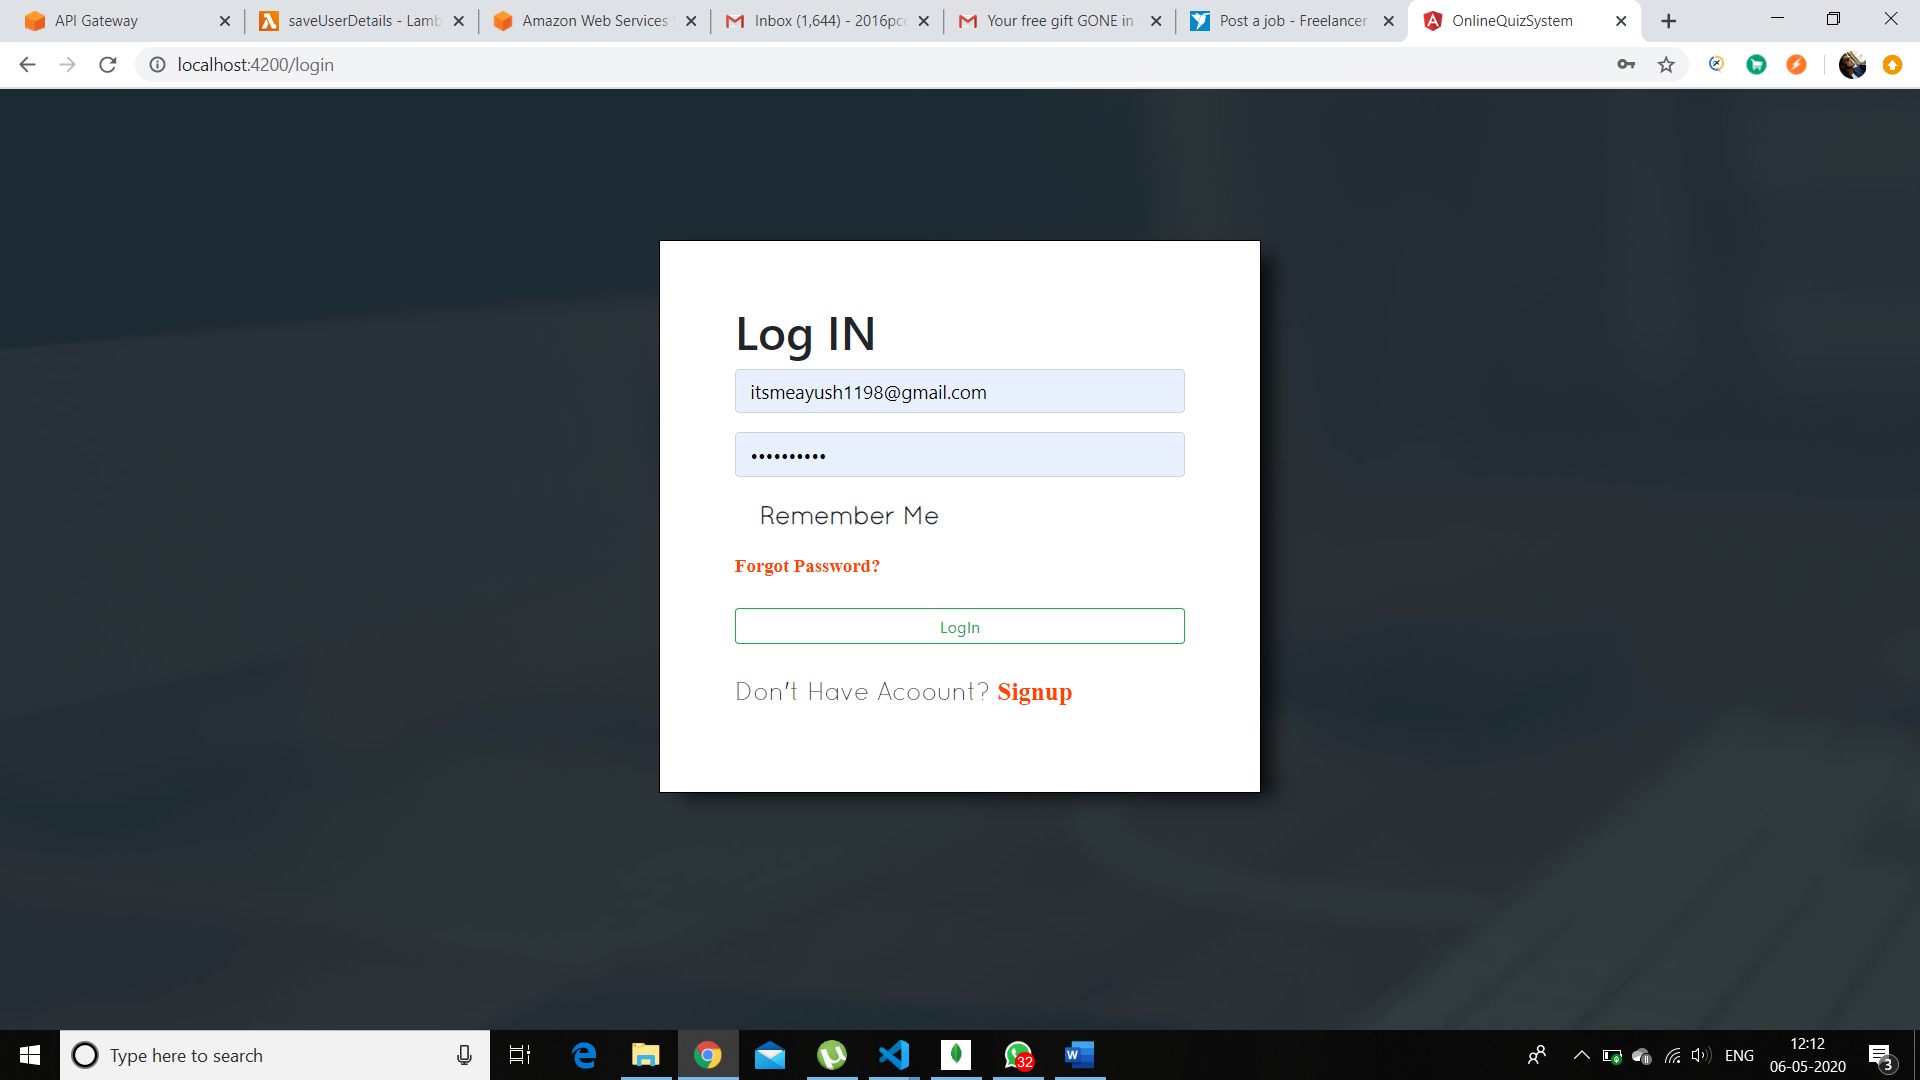 API Gateway
saveUserDetails - Lamb
Amazon Web Services
Inbox (1,644) - 2016pce
Your free gift GONE in
Post a job - Freelancer
OnlineQuizSystem
localhost:4200/login
Log IN
itsmeayush1198@gmail.com
••••••••••
Remember Me
Forgot Password?
LogIn
Don't Have Acoount? Signup
Type here to search
32
ENG
12:12
06-05-2020
3